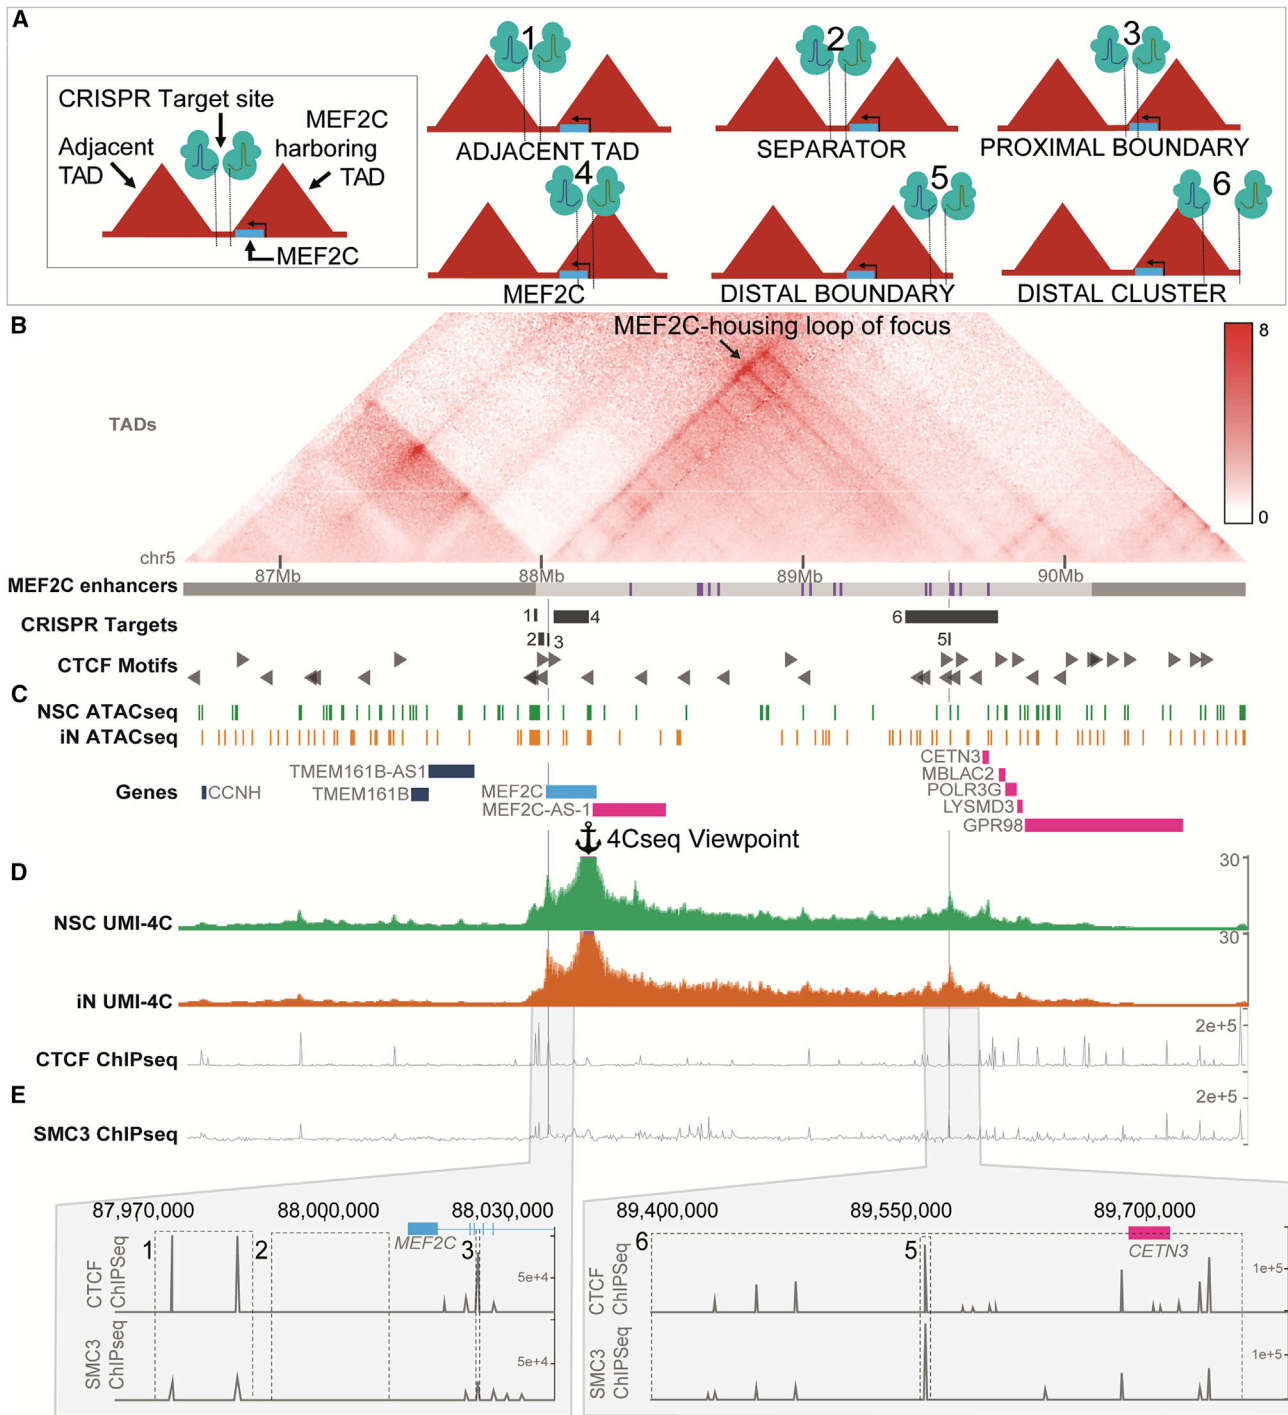 A
CRISPR Target site
Adjacent TAD
MEF2C harboring TAD
MEF2C
1
ADJACENT TAD
2
SEPARATOR
3
PROXIMAL BOUNDARY
4
MEF2C
5
DISTAL BOUNDARY
6
DISTAL CLUSTER
B
MEF2C-housing loop of focus
8
0
TADs
chr5
87Mb 88Mb 89Mb 90Mb
MEF2C enhancers
CRISPR Targets
1 4 6
2 3 5
CTCF Motifs
C
NSC ATACseq
iN ATACseq
Genes
CETN3
TMEM161B-AS1 MBLAC2
CCNH TMEM161B MEF2C POLR3G
MEF2C-AS-1 LYSMD3
GPR98
4Cseq Viewpoint
D
30
NSC UMI-4C
30
iN UMI-4C
2e+5
CTCF ChIPseq
E
2e+5
SMC3 ChIPseq
87,970,000 88,000,000 88,030,000
1 2 MEF2C 3
CTCF ChIPSeq
5e+4
SMC3 ChIPseq
5e+4
89,400,000 89,550,000 89,700,000
6 5 CETN3
CTCF ChIPSeq
1e+5
SMC3 ChIPSeq
1e+5